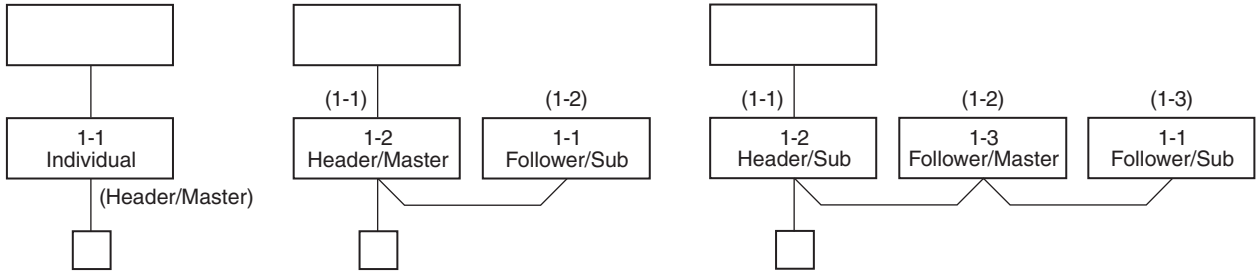 1-1
Individual
(Header/Master)
(1-1)
(1-2)
1-2
Header/Master
1-1
Follower/Sub
(1-1)
(1-2)
(1-3)
1-2
Header/Sub
1-3
Follower/Master
1-1
Follower/Sub